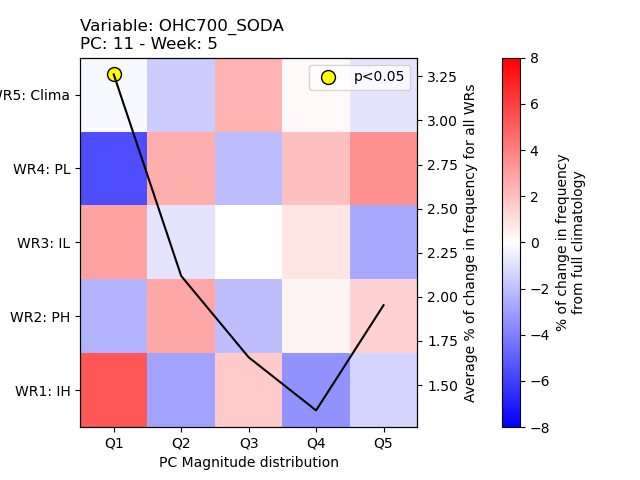 Variable: OHC700_SODA
PC: 11 - Week: 5
p<0.05
WR5: Clima
WR4: PL
WR3: IL
WR2: PH
WR1: IH
Q1 Q2 Q3 Q4 Q5
PC Magnitude distribution
3.25
3.00
2.75
2.50
2.25
2.00
1.75
1.50
Average % of change in frequency for all WRs
8
6
4
2
0
−2
−4
−6
−8
% of change in frequency
from full climatology